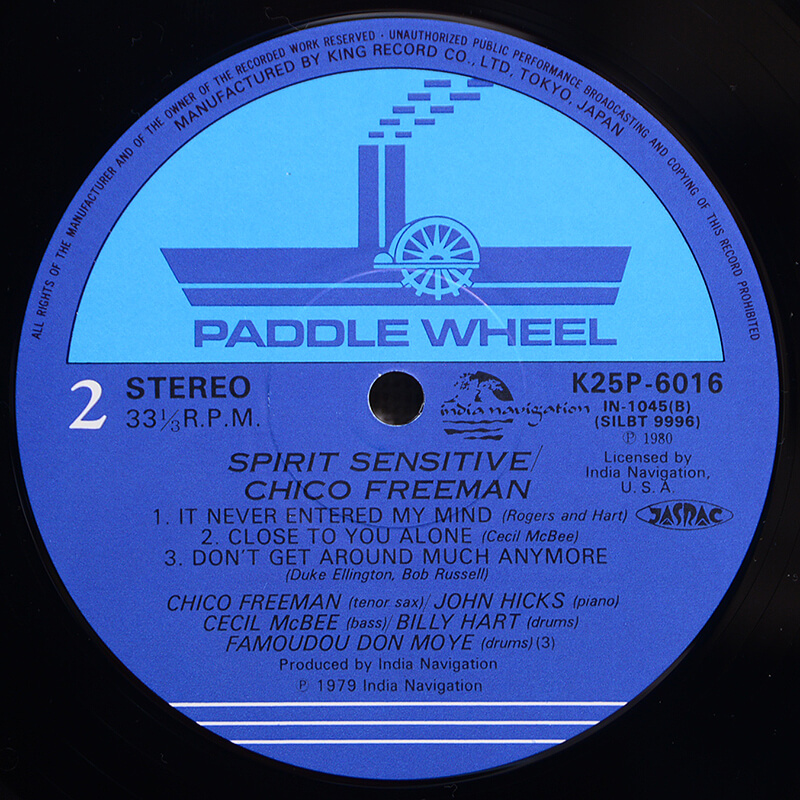 ALL RIGHTS OF THE MANUFACTURER AND OF THE OWNER OF THE RECORDED WORK RESERVED · UNAUTHORIZED PUBLIC PERFORMANCE BROADCASTING AND COPYING OF THIS RECORD PROHIBITED
MANUFACTURED BY KING RECORD CO., LTD, TOKYO, JAPAN
PADDLE WHEEL
2 STEREO
33⅓ R.P.M.
india navigation
K25P-6016
IN-1045(B)
(SILBT 9996)
℗ 1980
Licensed by
India Navigation,
U. S. A.
SPIRIT SENSITIVE/
CHICO FREEMAN
1. IT NEVER ENTERED MY MIND (Rogers and Hart)
JASRAC
2. CLOSE TO YOU ALONE (Cecil McBee)
3. DON'T GET AROUND MUCH ANYMORE
(Duke Ellington, Bob Russell)
CHICO FREEMAN (tenor sax)/ JOHN HICKS (piano)
CECIL McBEE (bass)/ BILLY HART (drums)
FAMOUDOU DON MOYE (drums) (3)
Produced by India Navigation
℗ 1979 India Navigation